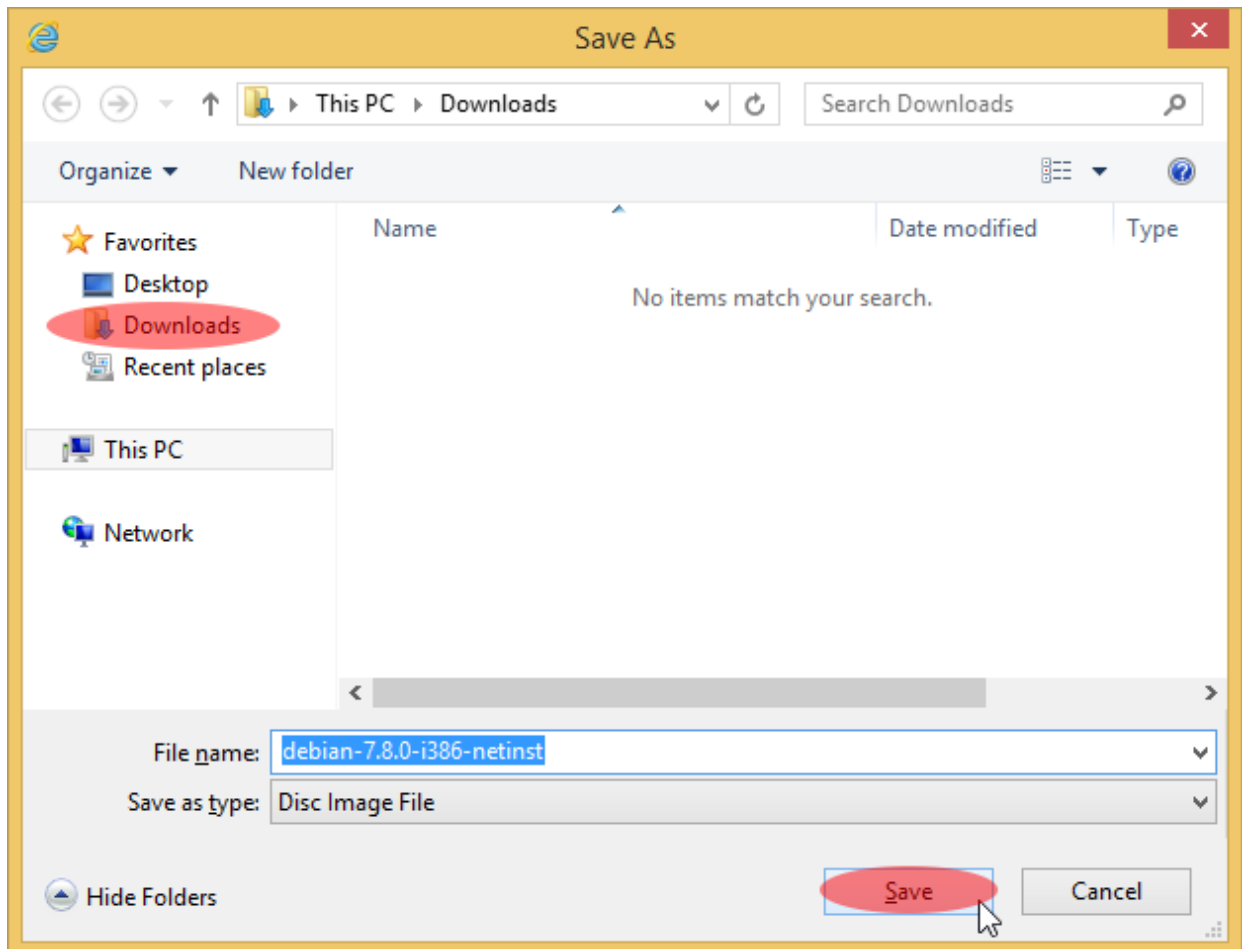 Save As
This PC Downloads
Search Downloads
Organize
New folder
Favorites
Desktop
Downloads
Recent places
This PC
Network
Name
Date modified
Type
No items match your search.
File name: debian-7.8.0-i386-netinst
Save as type: Disc Image File
Hide Folders
Save
Cancel